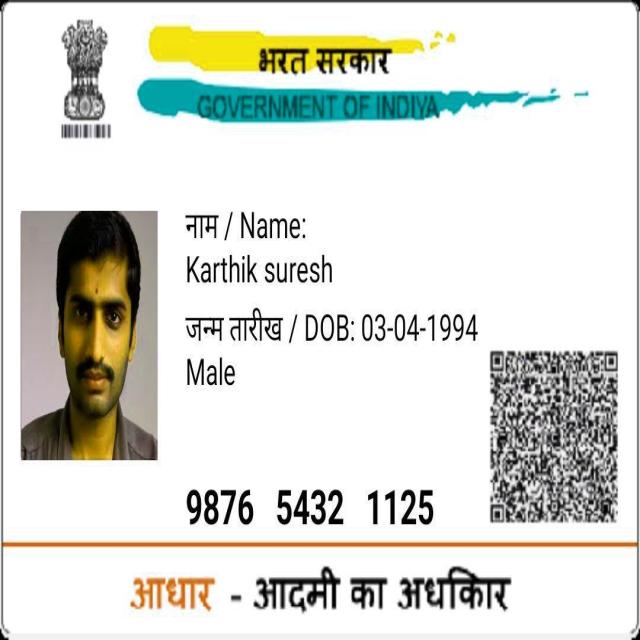 भरत सरकार
GOVERNMENT OF INDIYA
नाम / Name:
Karthik suresh
जन्म तारीख / DOB: 03-04-1994
Male
9876 5432 1125
आधार - आदमी का अधकिार